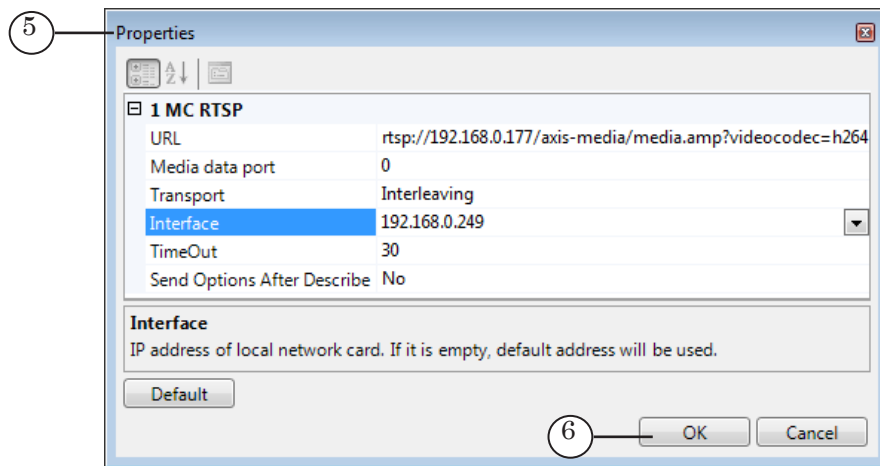 5
Properties
1 MC RTSP
URL rtsp://192.168.0.177/axis-media/media.amp?videocodec=h264
Media data port 0
Transport Interleaving
Interface 192.168.0.249
TimeOut 30
Send Options After Describe No
Interface
IP address of local network card. If it is empty, default address will be used.
Default
6
OK Cancel